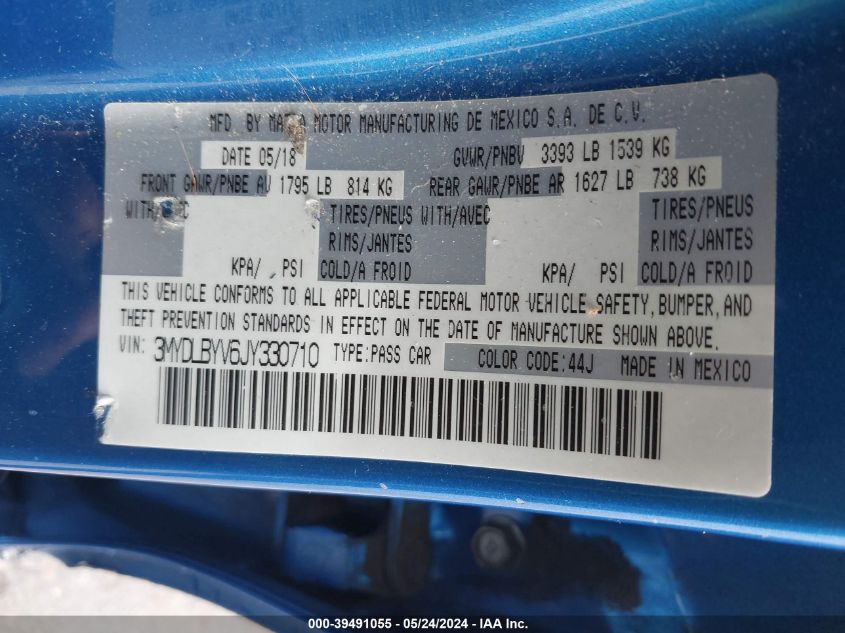 MFD. BY MAZDA MOTOR MANUFACTURING DE MEXICO S.A. DE C.V.
DATE 05/18 GVWR/PNBV 3393 LB 1539 KG
FRONT GAWR/PNBE AV 1795 LB 814 KG REAR GAWR/PNBE AR 1627 LB 738 KG
WITH/AVEC TIRES/PNEUS WITH/AVEC TIRES/PNEUS
RIMS/JANTES RIMS/JANTES
KPA/ PSI COLD/A FROID KPA/ PSI COLD/A FROID
THIS VEHICLE CONFORMS TO ALL APPLICABLE FEDERAL MOTOR VEHICLE SAFETY, BUMPER, AND
THEFT PREVENTION STANDARDS IN EFFECT ON THE DATE OF MANUFACTURE SHOWN ABOVE.
VIN: 3MYDLBYV6JY330710 TYPE:PASS CAR COLOR CODE:44J MADE IN MEXICO
000-39491055 - 05/24/2024 - IAA Inc.